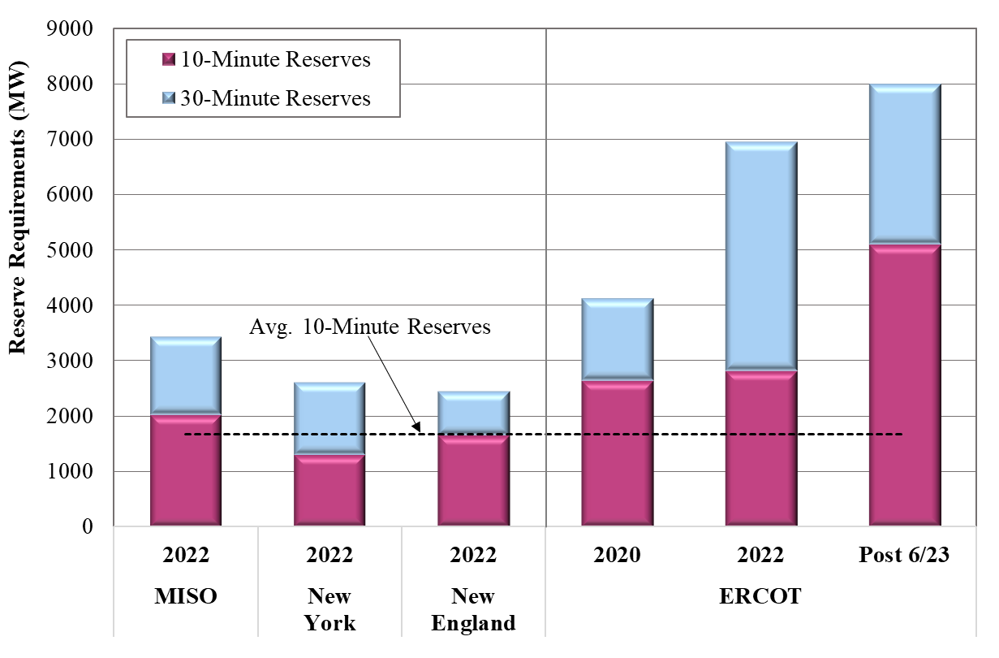 9000
8000
7000
6000
5000
4000
3000
2000
1000
0
Reserve Requirements (MW)
10-Minute Reserves
30-Minute Reserves
Avg. 10-Minute Reserves
2022
2022
2022
2020
2022
Post 6/23
MISO
New
York
New
England
ERCOT